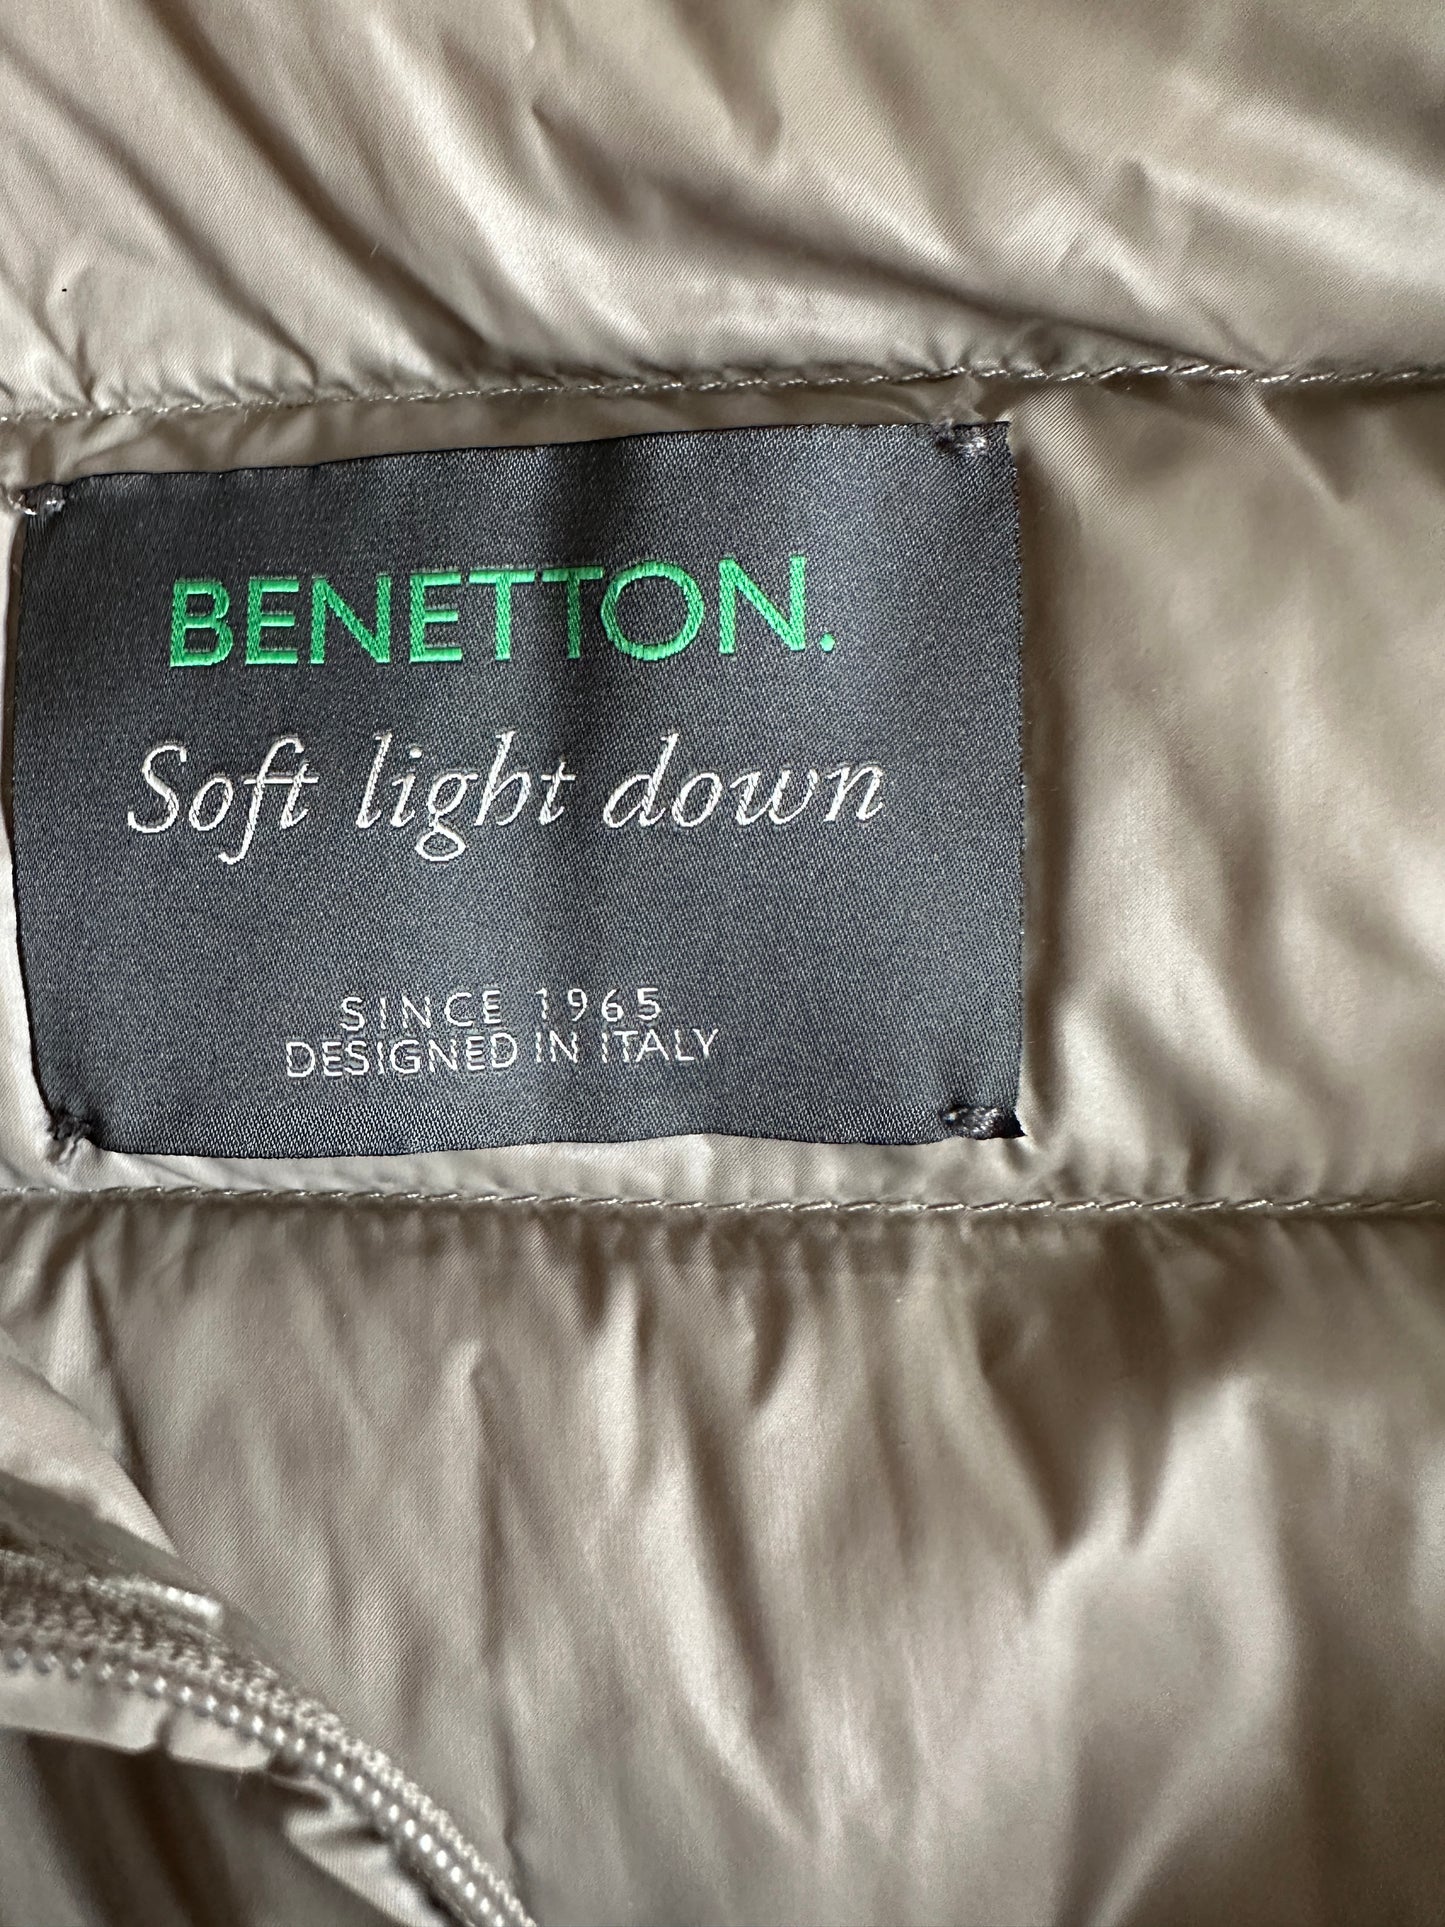 BENETTON.
Soft light down
SINCE 1965
DESIGNED IN ITALY